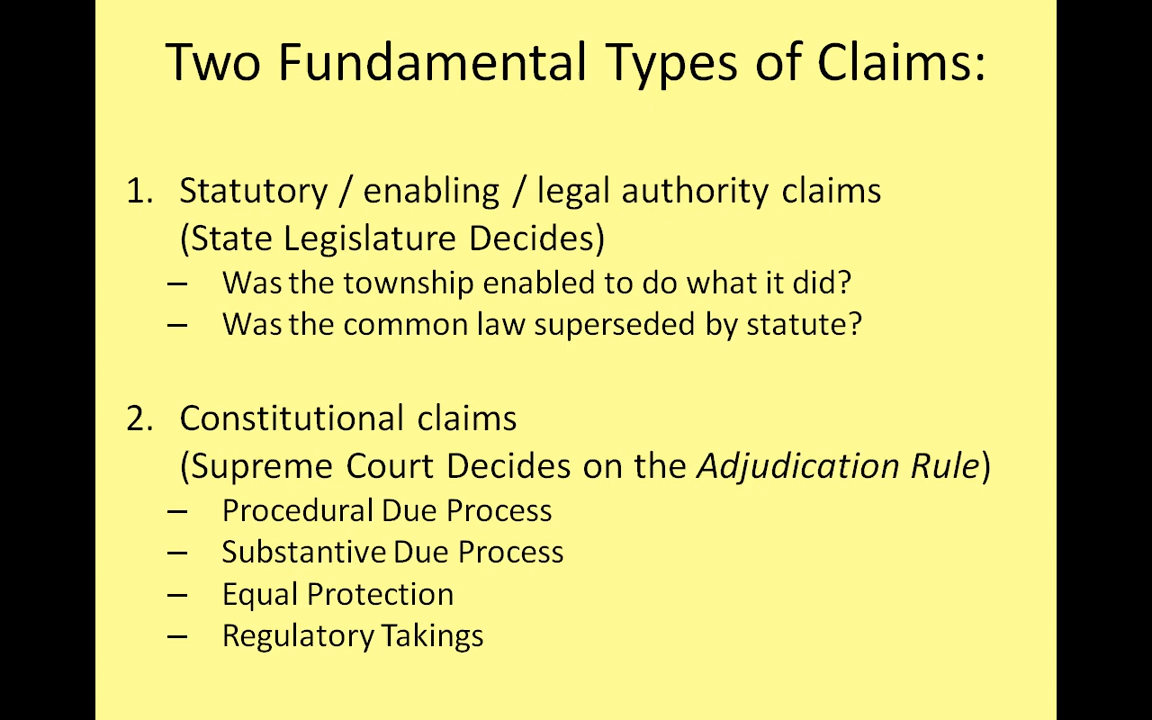 Two Fundamental Types of Claims:
1. Statutory / enabling / legal authority claims
(State Legislature Decides)
– Was the township enabled to do what it did?
– Was the common law superseded by statute?
2. Constitutional claims
(Supreme Court Decides on the Adjudication Rule)
– Procedural Due Process
– Substantive Due Process
– Equal Protection
– Regulatory Takings